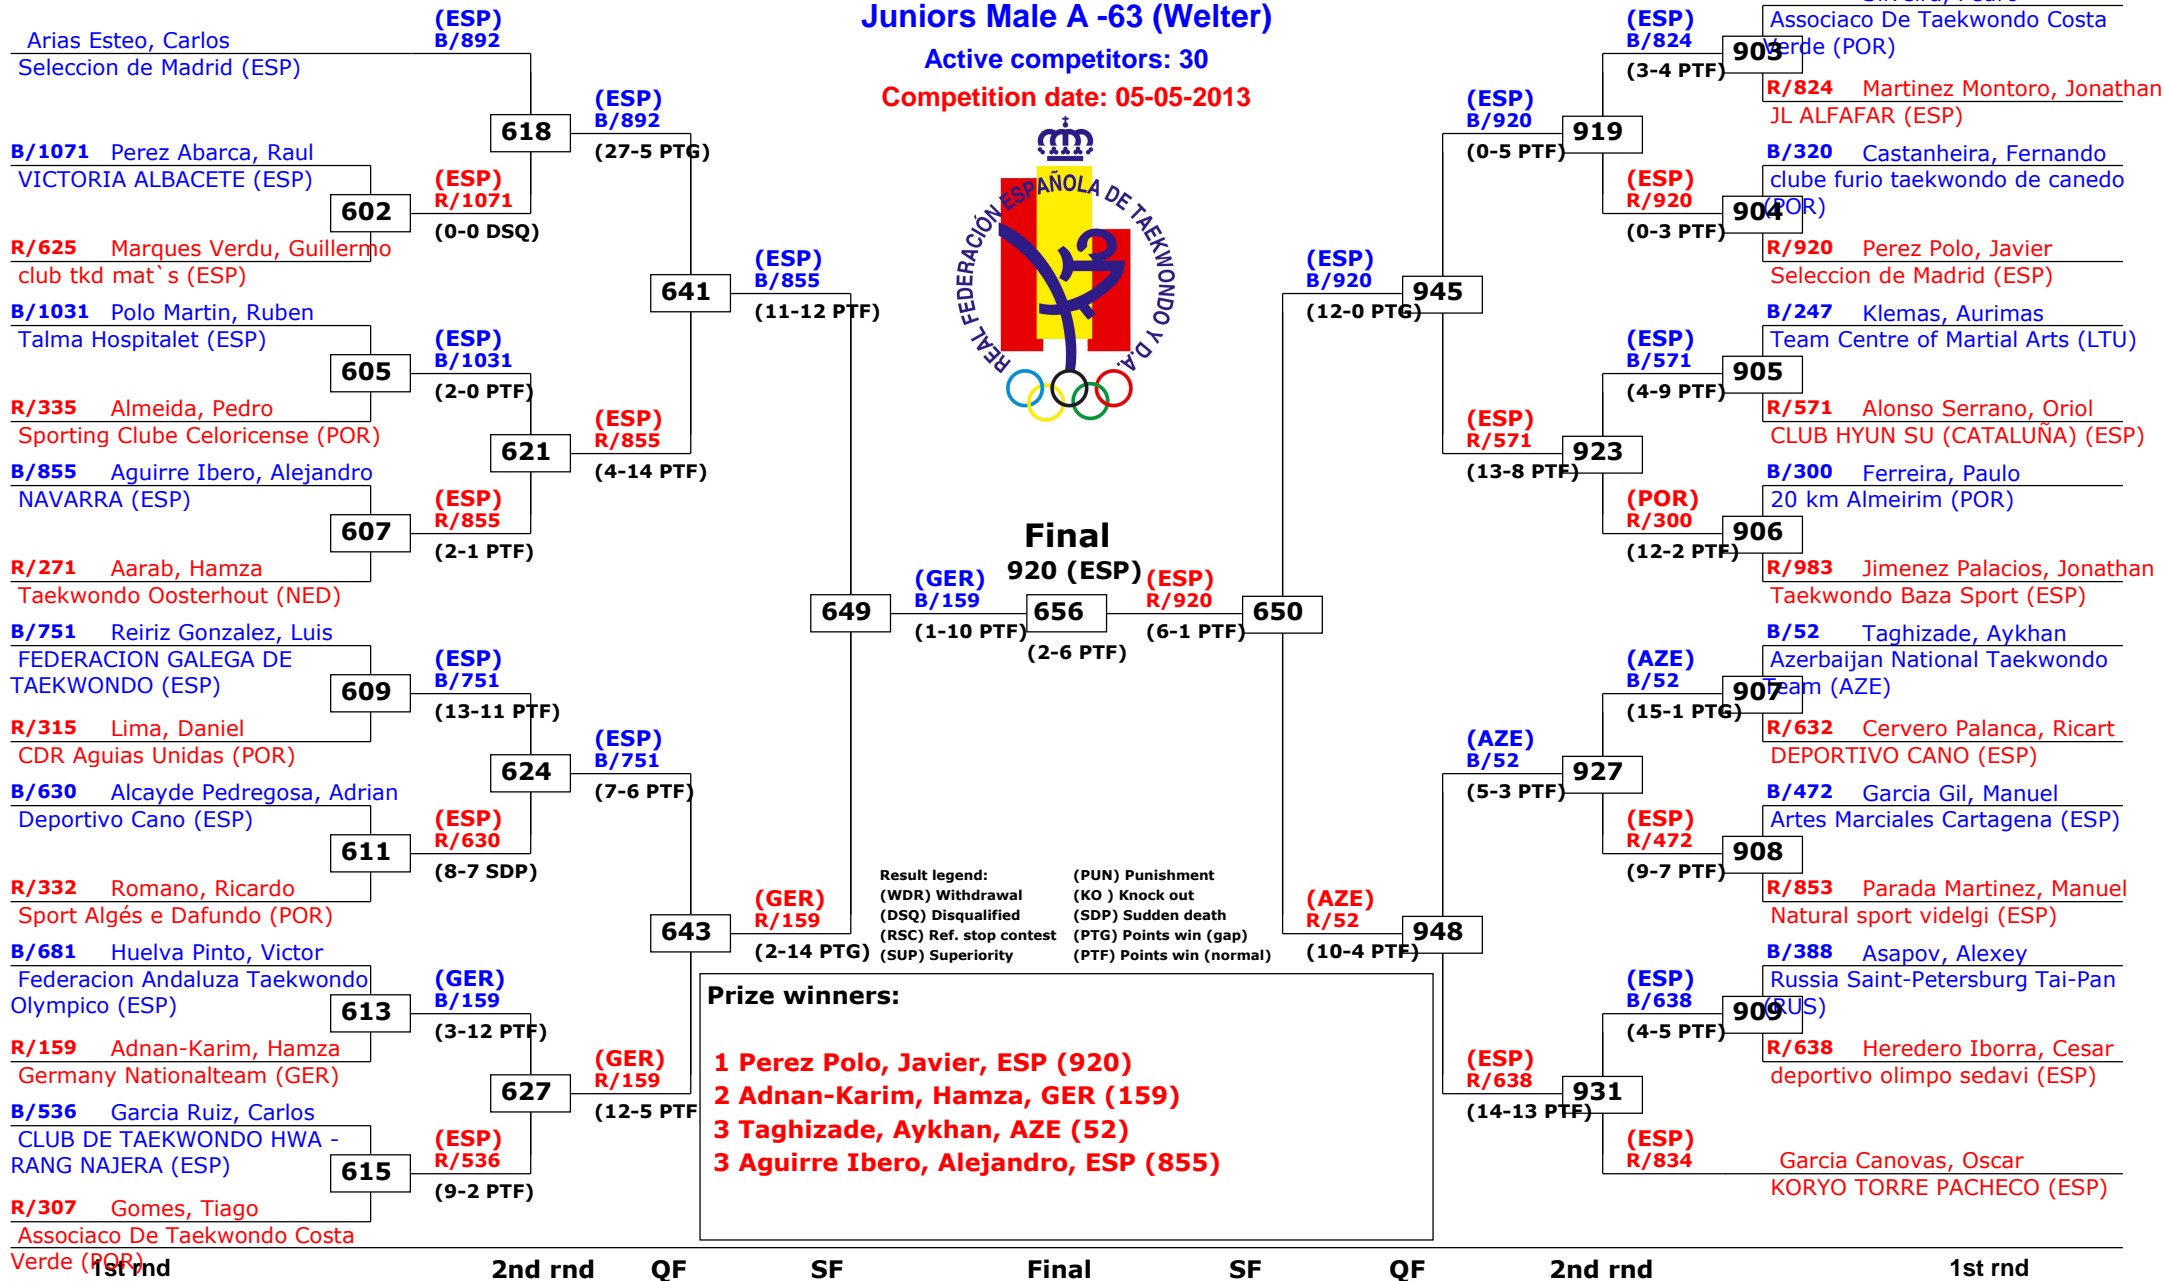 Juniors Male A -63 (Welter)
Active competitors: 30
Competition date: 05-05-2013
REAL FEDERACIÓN ESPAÑOLA DE TAEKWONDO Y D.A.
Arias Esteo, Carlos
Seleccion de Madrid (ESP)
B/1071 Perez Abarca, Raul
VICTORIA ALBACETE (ESP)
602
R/625 Marques Verdu, Guillermo
club tkd mat`s (ESP)
B/1031 Polo Martin, Ruben
Talma Hospitalet (ESP)
605
R/335 Almeida, Pedro
Sporting Clube Celoricense (POR)
B/855 Aguirre Ibero, Alejandro
NAVARRA (ESP)
607
R/271 Aarab, Hamza
Taekwondo Oosterhout (NED)
B/751 Reiriz Gonzalez, Luis
FEDERACION GALEGA DE
TAEKWONDO (ESP)
609
R/315 Lima, Daniel
CDR Aguias Unidas (POR)
B/630 Alcayde Pedregosa, Adrian
Deportivo Cano (ESP)
611
R/332 Romano, Ricardo
Sport Algés e Dafundo (POR)
B/681 Huelva Pinto, Victor
Federacion Andaluza Taekwondo
Olympico (ESP)
613
R/159 Adnan-Karim, Hamza
Germany Nationalteam (GER)
B/536 Garcia Ruiz, Carlos
CLUB DE TAEKWONDO HWA -
RANG NAJERA (ESP)
615
R/307 Gomes, Tiago
Associaco De Taekwondo Costa
Verde (POR)
(ESP)
B/892
618
(ESP)
R/1071
(0-0 DSQ)
(ESP)
B/1031
(2-0 PTF)
621
(ESP)
R/855
(2-1 PTF)
(ESP)
B/751
(13-11 PTF)
624
(ESP)
R/630
(8-7 SDP)
(GER)
B/159
(3-12 PTF)
627
(ESP)
R/536
(9-2 PTF)
(ESP)
B/892
(27-5 PTG)
641
(ESP)
R/855
(4-14 PTF)
(ESP)
B/751
(7-6 PTF)
643
(GER)
R/159
(12-5 PTF
(ESP)
B/855
(11-12 PTF)
649
(GER)
R/159
(2-14 PTG)
(GER)
B/159
(1-10 PTF)
Final
920 (ESP)
656
(2-6 PTF)
(ESP)
R/920
(6-1 PTF)
650
(ESP)
B/920
(12-0 PTG)
(AZE)
R/52
(10-4 PTF)
945
948
(ESP)
B/920
(0-5 PTF)
(ESP)
R/571
(13-8 PTF)
(AZE)
B/52
(5-3 PTF)
(ESP)
R/638
(14-13 PTF)
919
923
927
931
(ESP)
B/824
(3-4 PTF)
(ESP)
R/920
(0-3 PTF)
(ESP)
B/571
(4-9 PTF)
(POR)
R/300
(12-2 PTF)
(AZE)
B/52
(15-1 PTG)
(ESP)
R/472
(9-7 PTF)
(ESP)
B/638
(4-5 PTF)
(ESP)
R/834
Associaco De Taekwondo Costa
Verde (POR)
903
R/824 Martinez Montoro, Jonathan
JL ALFAFAR (ESP)
B/320 Castanheira, Fernando
clube furio taekwondo de canedo
(POR)
904
R/920 Perez Polo, Javier
Seleccion de Madrid (ESP)
B/247 Klemas, Aurimas
Team Centre of Martial Arts (LTU)
905
R/571 Alonso Serrano, Oriol
CLUB HYUN SU (CATALUÑA) (ESP)
B/300 Ferreira, Paulo
20 km Almeirim (POR)
906
R/983 Jimenez Palacios, Jonathan
Taekwondo Baza Sport (ESP)
B/52 Taghizade, Aykhan
Azerbaijan National Taekwondo
Team (AZE)
907
R/632 Cervero Palanca, Ricart
DEPORTIVO CANO (ESP)
B/472 Garcia Gil, Manuel
Artes Marciales Cartagena (ESP)
908
R/853 Parada Martinez, Manuel
Natural sport videlgi (ESP)
B/388 Asapov, Alexey
Russia Saint-Petersburg Tai-Pan
(RUS)
909
R/638 Heredero Iborra, Cesar
deportivo olimpo sedavi (ESP)
Garcia Canovas, Oscar
KORYO TORRE PACHECO (ESP)
Result legend:
(WDR) Withdrawal
(DSQ) Disqualified
(RSC) Ref. stop contest
(SUP) Superiority
(PUN) Punishment
(KO ) Knock out
(SDP) Sudden death
(PTG) Points win (gap)
(PTF) Points win (normal)
Prize winners:
1 Perez Polo, Javier, ESP (920)
2 Adnan-Karim, Hamza, GER (159)
3 Taghizade, Aykhan, AZE (52)
3 Aguirre Ibero, Alejandro, ESP (855)
1st rnd 2nd rnd QF SF Final SF QF 2nd rnd 1st rnd